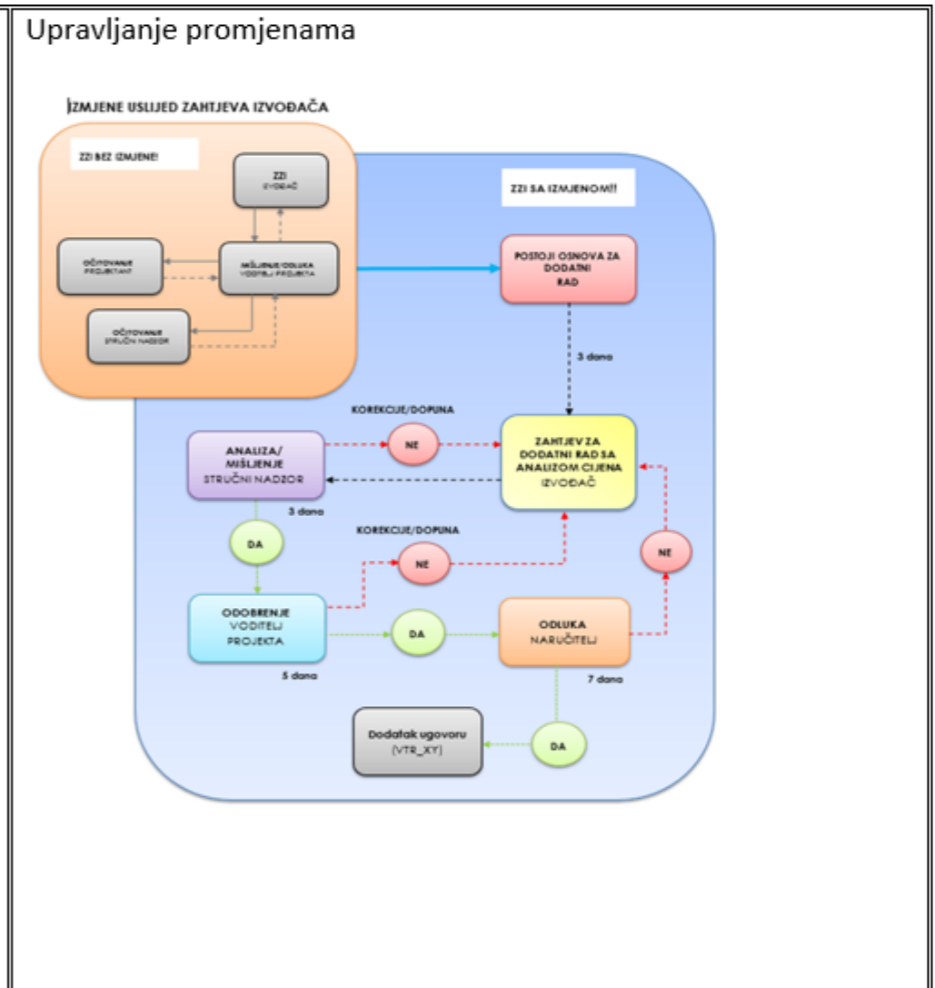 Upravljanje promjenama
IZMJENE USLIJED ZAHTJEVA IZVOĐAČA
ZZI BEZ IZMJENE!
ZZI
IZVOĐAČ
OČITOVANJE
PROJEKTANT
MIŠLJENJE/ODLUKA
VODITELJ PROJEKTA
OČITOVANJE
STRUČNI NADZOR
ZZI SA IZMJENOM!!
POSTOJI OSNOVA ZA
DODATNI
RAD
3 dana
KOREKCIJE/DOPUNA
NE
ANALIZA/
MIŠLJENJE
STRUČNI NADZOR
ZAHTJEV ZA
DODATNI RAD SA
ANALIZOM CIJENA
IZVOĐAČ
3 dana
DA
KOREKCIJE/DOPUNA
NE
NE
ODOBRENJE
VODITELJ
PROJEKTA
DA
ODLUKA
NARUČITELJ
5 dana
7 dana
Dodatak ugovoru
(VTR_XY)
DA